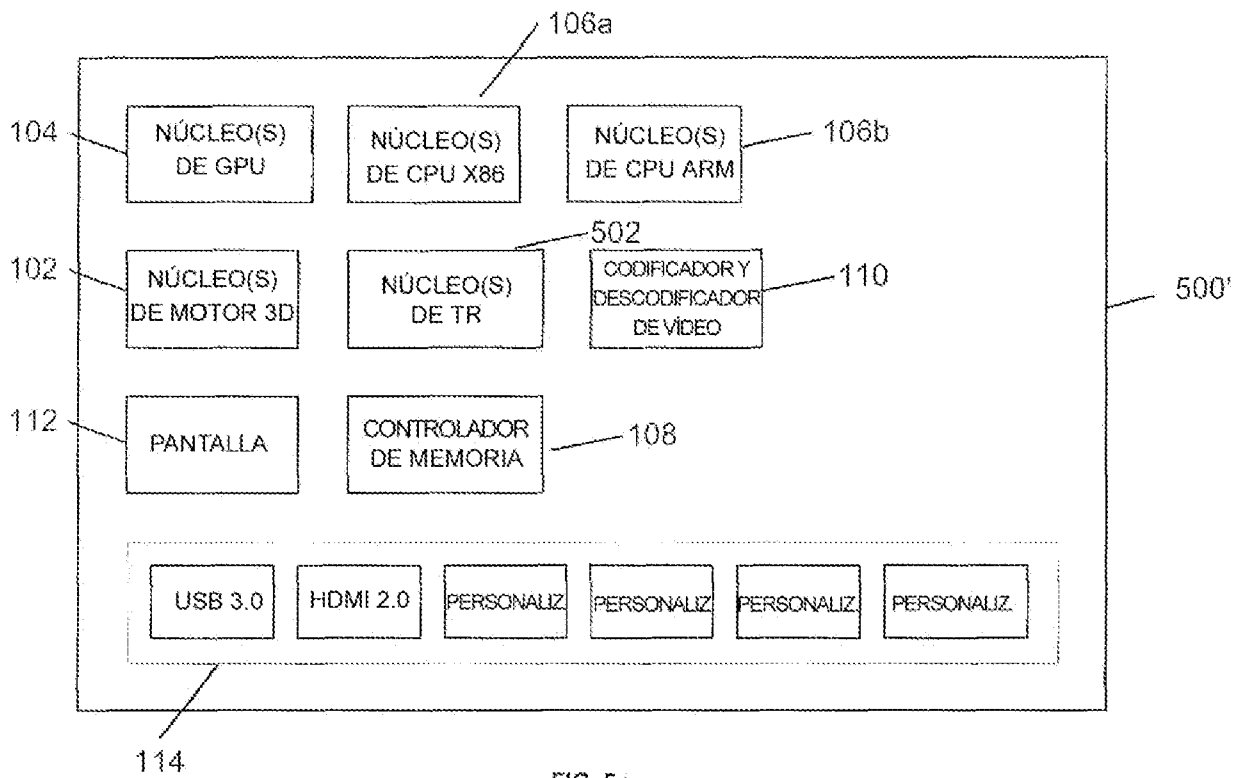 106a
104
NÚCLEO(S)
DE GPU
NÚCLEO(S)
DE CPU X86
NÚCLEO(S)
DE CPU ARM
106b
502
102
NÚCLEO(S)
DE MOTOR 3D
NÚCLEO(S)
DE TR
CODIFICADOR Y
DESCODIFICADOR
DE VÍDEO
110
500'
112
PANTALLA
CONTROLADOR
DE MEMORIA
108
USB 3.0
HDMI 2.0
PERSONALIZ.
PERSONALIZ.
PERSONALIZ.
PERSONALIZ.
114